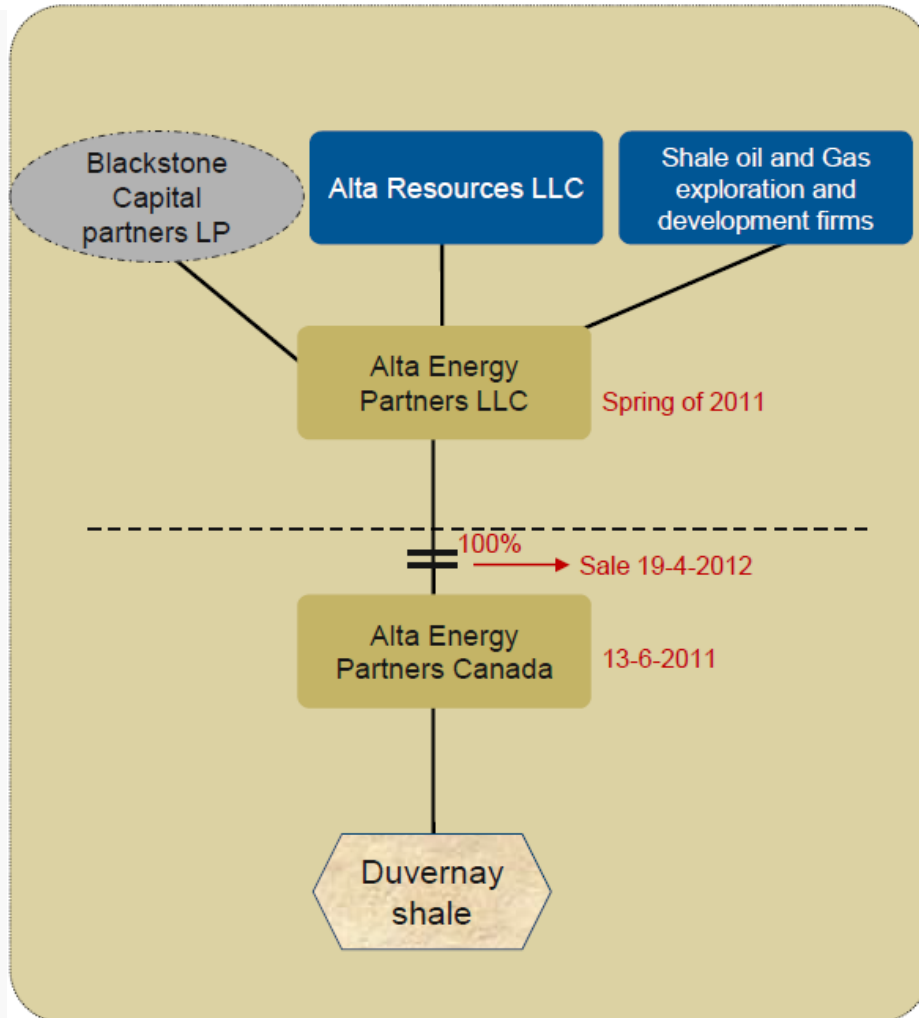 Blackstone
Capital
partners LP
Alta Resources LLC
Shale oil and Gas
exploration and
development firms
Alta Energy
Partners LLC
Spring of 2011
100%
Sale 19-4-2012
Alta Energy
Partners Canada
13-6-2011
Duvernay
shale